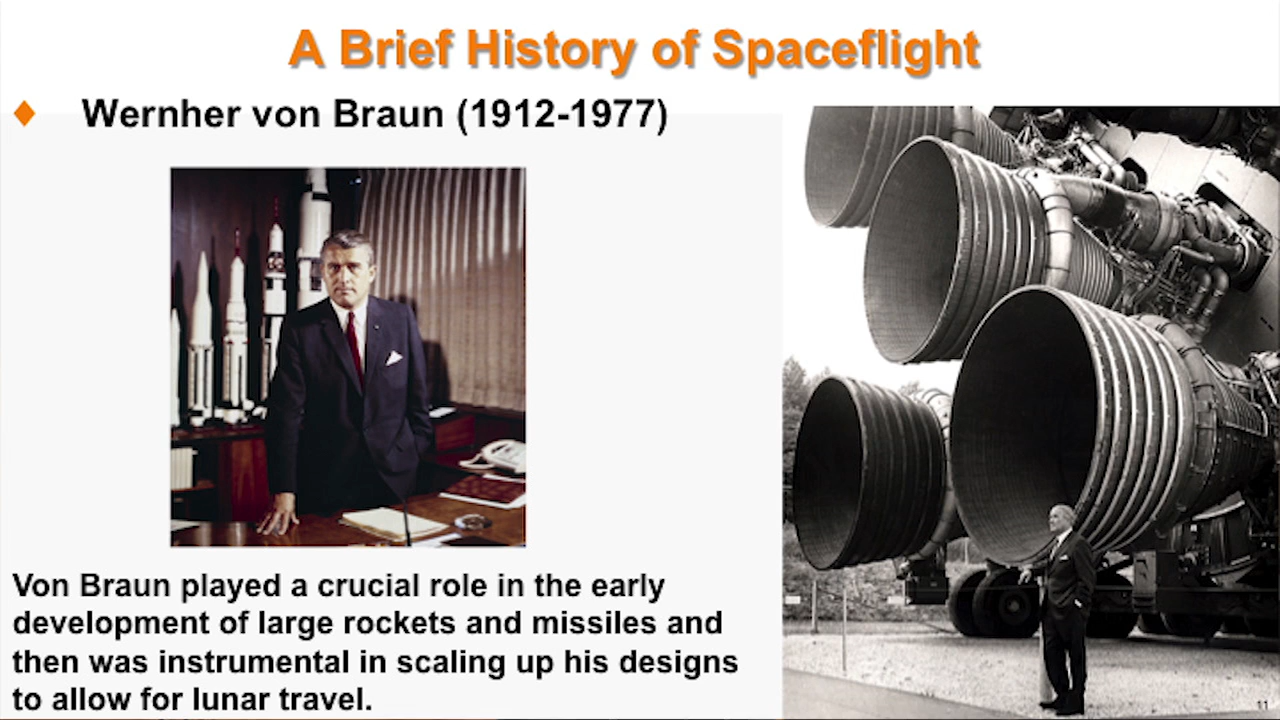 A Brief History of Spaceflight
Wernher von Braun (1912-1977)
Von Braun played a crucial role in the early
development of large rockets and missiles and
then was instrumental in scaling up his designs
to allow for lunar travel.
11